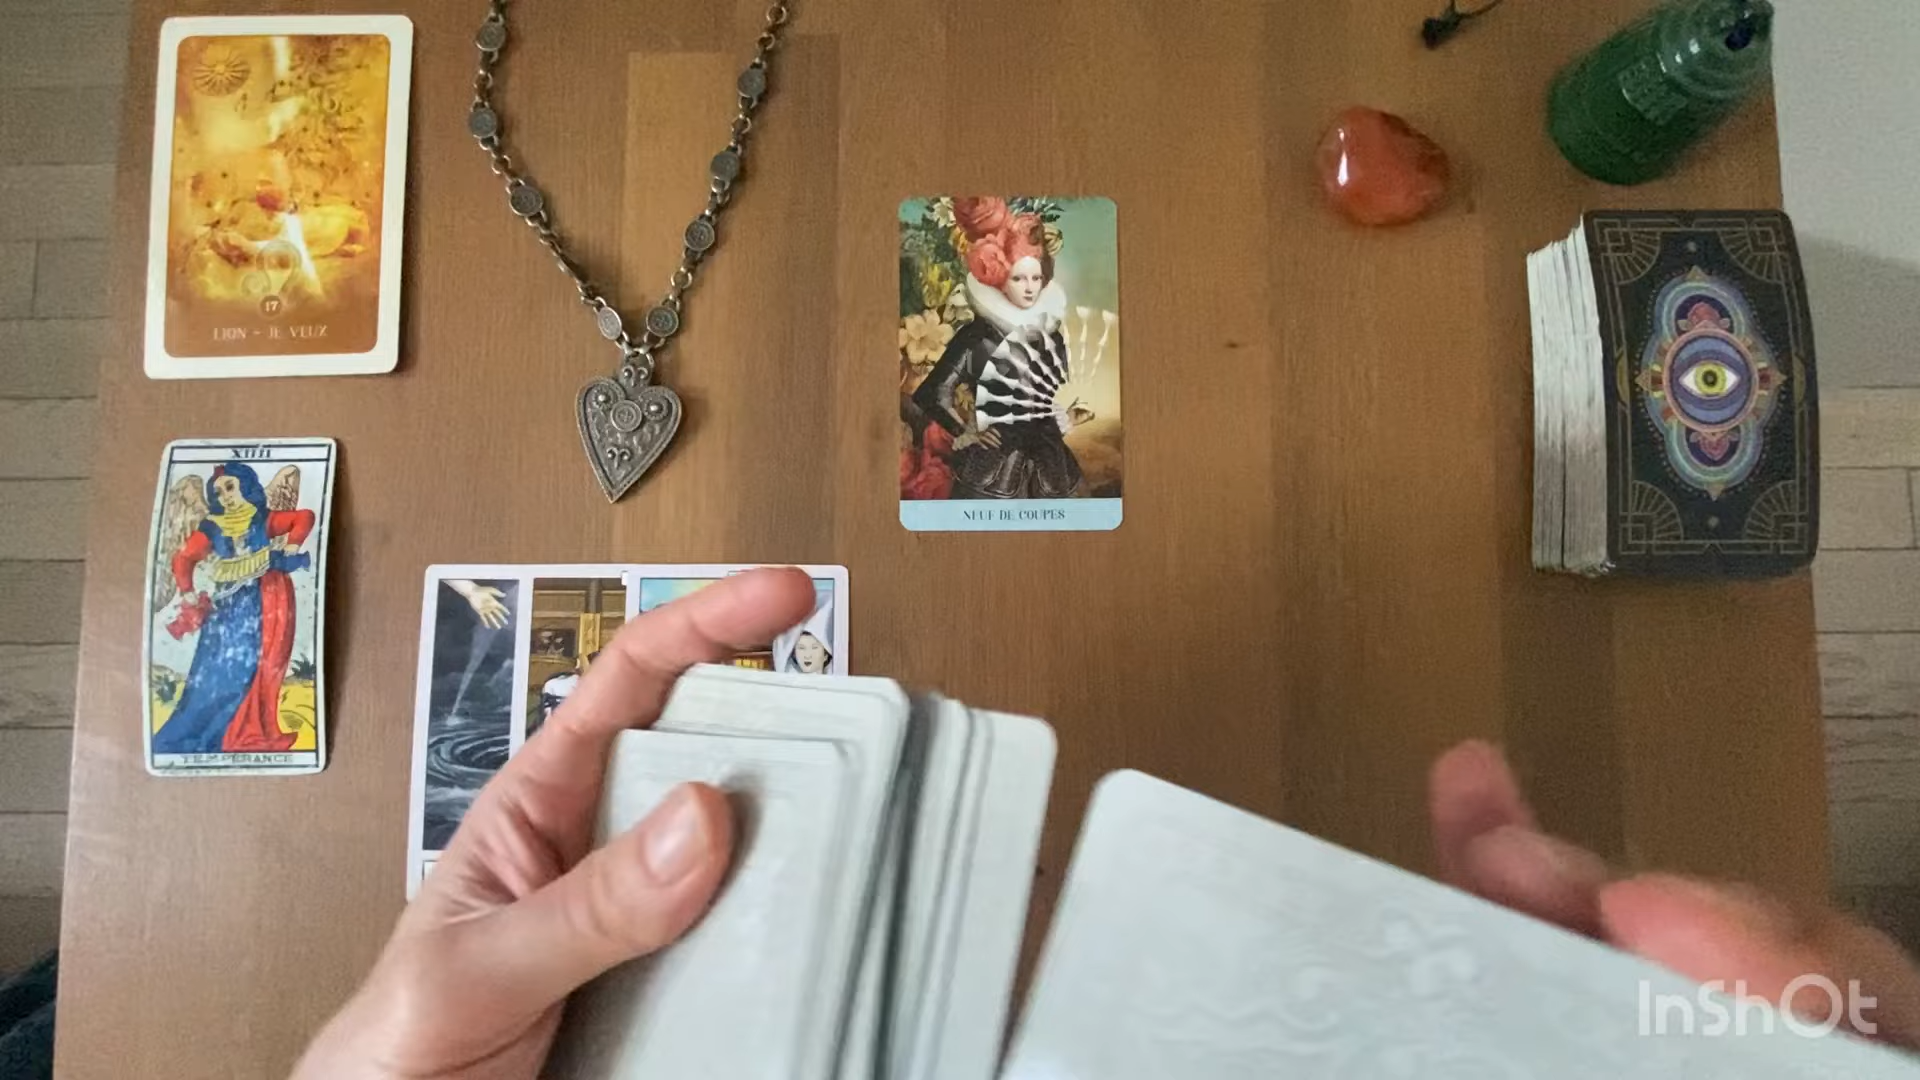 17
LION - JE VEUX
NEUF DE COUPES
XIIII
TEMPERANCE
InShOt